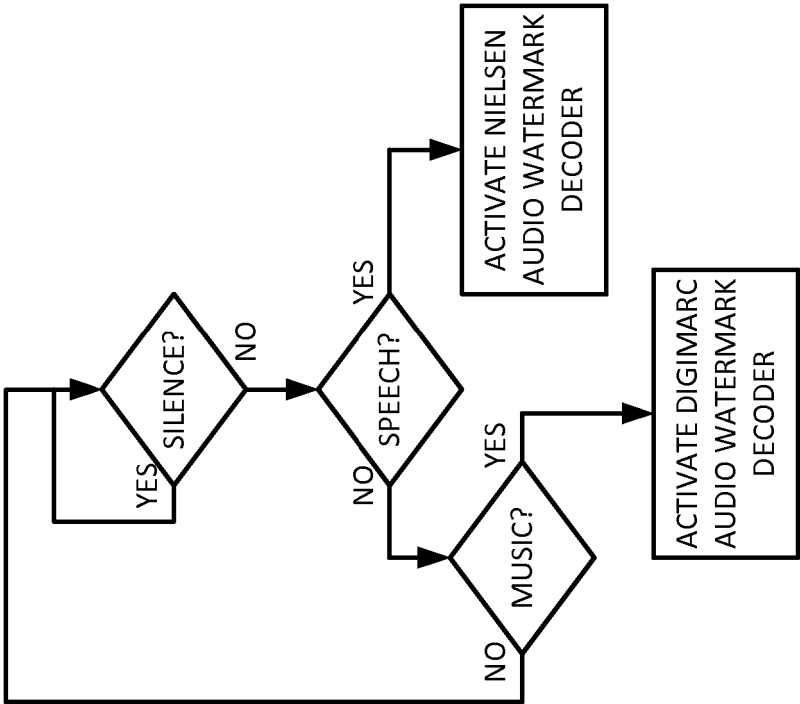 SILENCE?
YES
NO
SPEECH?
YES
NO
ACTIVATE NIELSEN
AUDIO WATERMARK
DECODER
MUSIC?
YES
NO
ACTIVATE DIGIMARC
AUDIO WATERMARK
DECODER